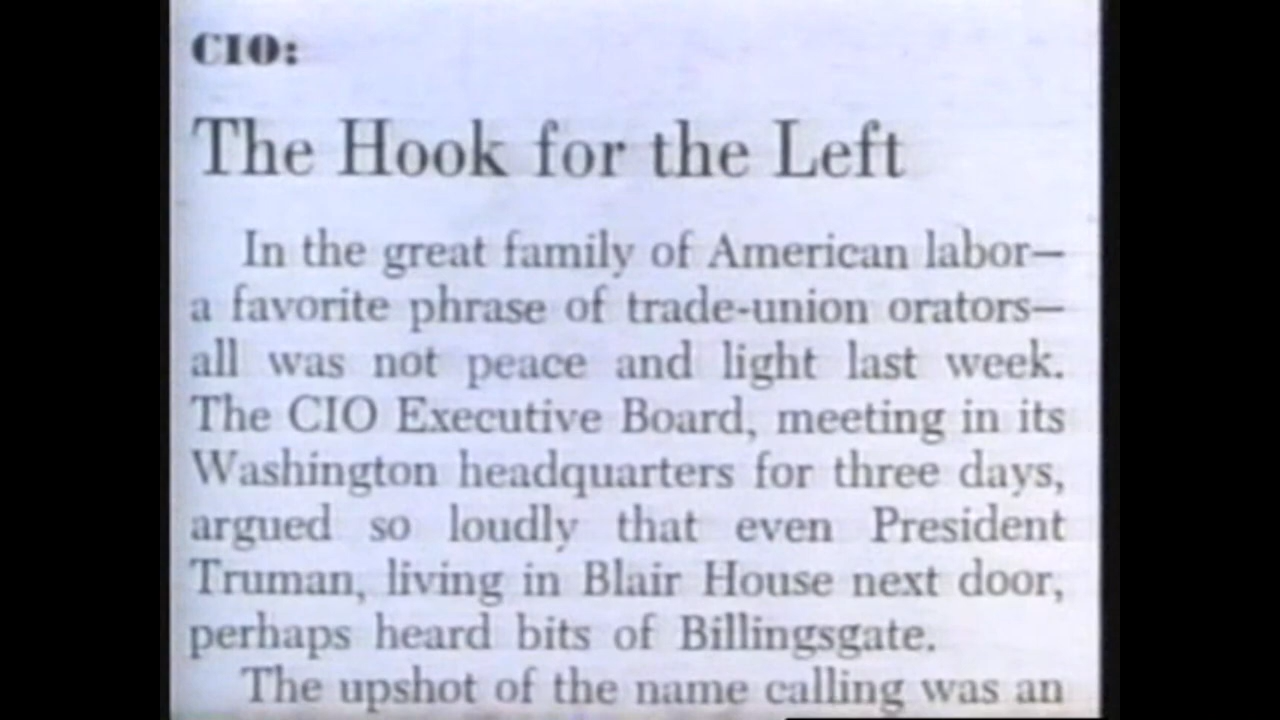 CIO:
The Hook for the Left
In the great family of American labor—
a favorite phrase of trade-union orators—
all was not peace and light last week.
The CIO Executive Board, meeting in its
Washington headquarters for three days,
argued so loudly that even President
Truman, living in Blair House next door,
perhaps heard bits of Billingsgate.
The upshot of the name calling was an